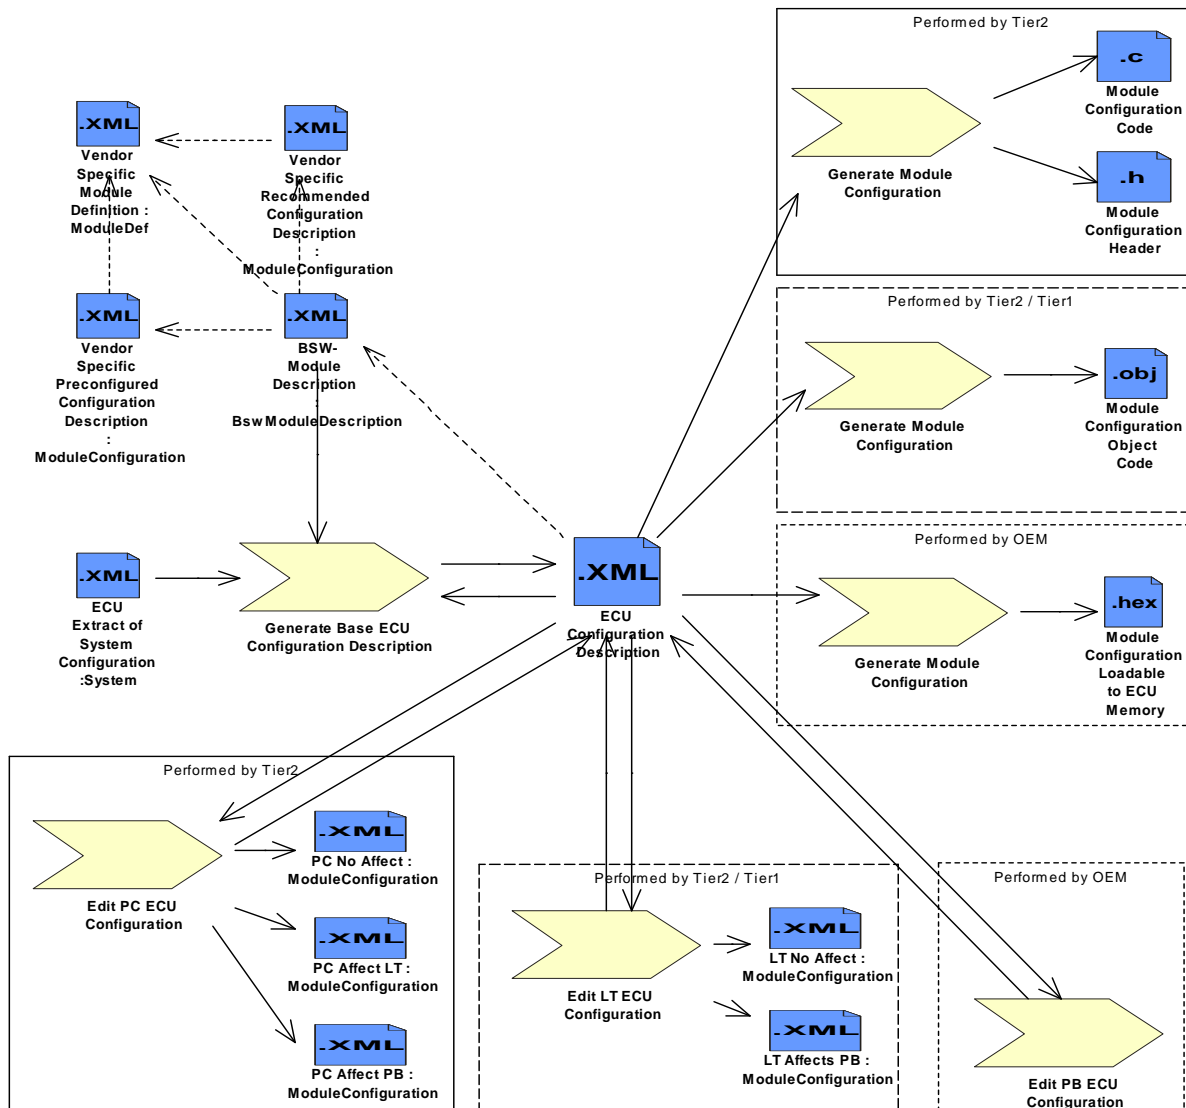 Performed by Tier2
.c
Module
Configuration
Code
.h
Module
Configuration
Header
Generate Module
Configuration
.XML
Vendor
Specific
Module
Definition :
ModuleDef
.XML
Vendor
Specific
Recommended
Configuration
Description
:
ModuleConfiguration
.XML
Vendor
Specific
Preconfigured
Configuration
Description
:
ModuleConfiguration
.XML
BSW-
Module
Description
:
BswModuleDescription
Performed by Tier2 / Tier1
Generate Module
Configuration
.obj
Module
Configuration
Object
Code
Performed by OEM
Generate Module
Configuration
.hex
Module
Configuration
Loadable
to ECU
Memory
.XML
ECU
Extract of
System
Configuration
:System
Generate Base ECU
Configuration Description
.XML
ECU
Configuration
Description
Performed by Tier2
Edit PC ECU
Configuration
.XML
PC No Affect :
ModuleConfiguration
.XML
PC Affect LT :
ModuleConfiguration
.XML
PC Affect PB :
ModuleConfiguration
Performed by Tier2 / Tier1
Edit LT ECU
Configuration
.XML
LT No Affect :
ModuleConfiguration
.XML
LT Affects PB :
ModuleConfiguration
Performed by OEM
Edit PB ECU
Configuration